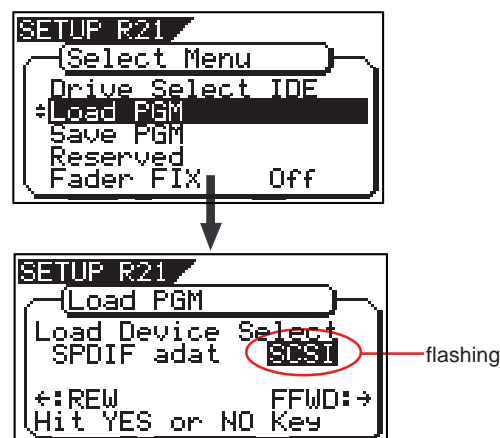 SETUP R21
Select Menu
Drive Select IDE
Load PGM
Save PGM
Reserved
Fader FIX Off
SETUP R21
Load PGM
Load Device Select
SPDIF adat SCSI
flashing
←:REW FFWD:→
Hit YES or NO Key